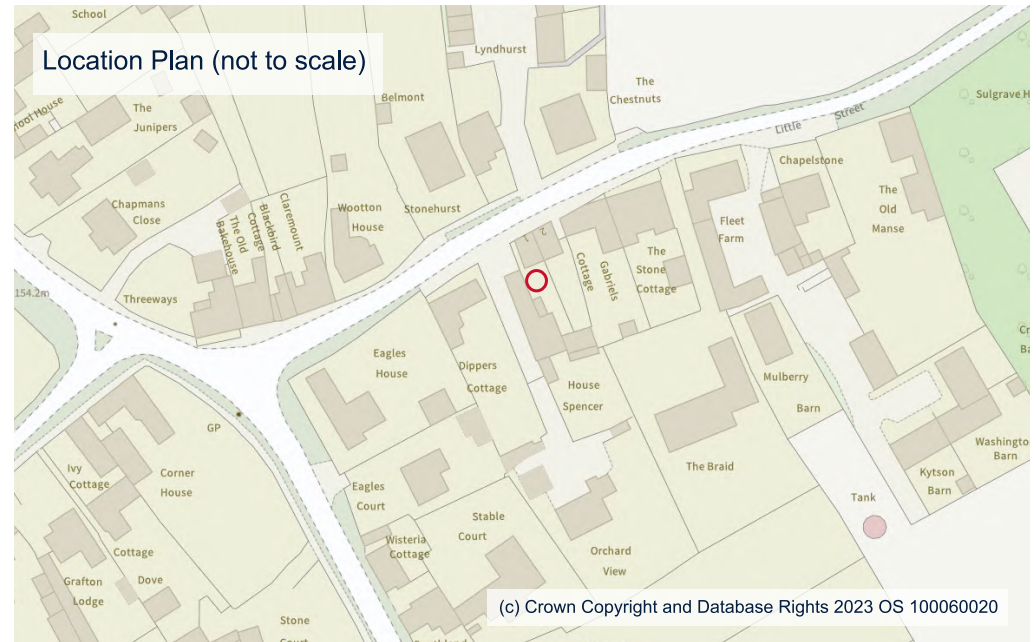 School
Location Plan (not to scale)
Lyndhurst
The
Chestnuts
Sulgrave H
Belmont
The
Junipers
Little Street
Chapelstone
Chapmans
Close
The Old
Bakehouse
Blackbird
Cottage
Claremount
Wootton
House
Stonehurst
The
Old
Manse
Fleet
Farm
1 2
Gabriels
Cottage
The
Stone
Cottage
154.2m
Threeways
Eagles
House
Dippers
Cottage
House
Spencer
Mulberry
Barn
GP
Ivy
Cottage
Corner
House
The Braid
Washingto
Barn
Kytson
Barn
Eagles
Court
Tank
Stable
Court
Wisteria
Cottage
Cottage
Dove
Orchard
View
Grafton
Lodge
Stone
(c) Crown Copyright and Database Rights 2023 OS 100060020